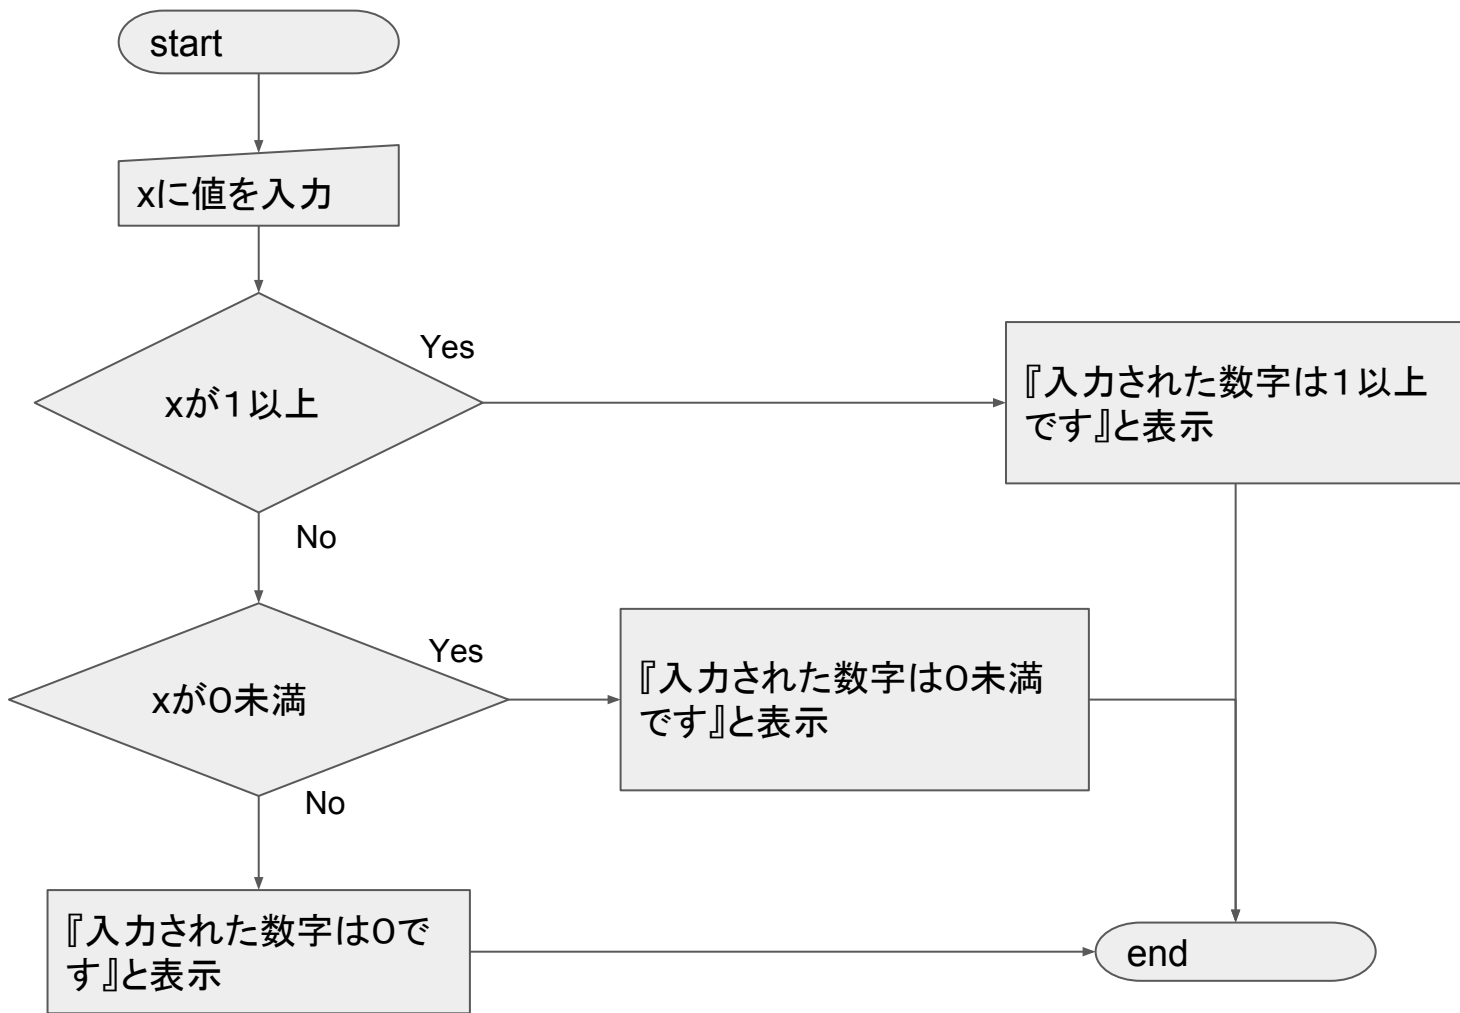 start
xに値を入力
Yes
xが１以上
『入力された数字は１以上
です』と表示
No
Yes
xが０未満
『入力された数字は０未満
です』と表示
No
『入力された数字は０で
す』と表示
end